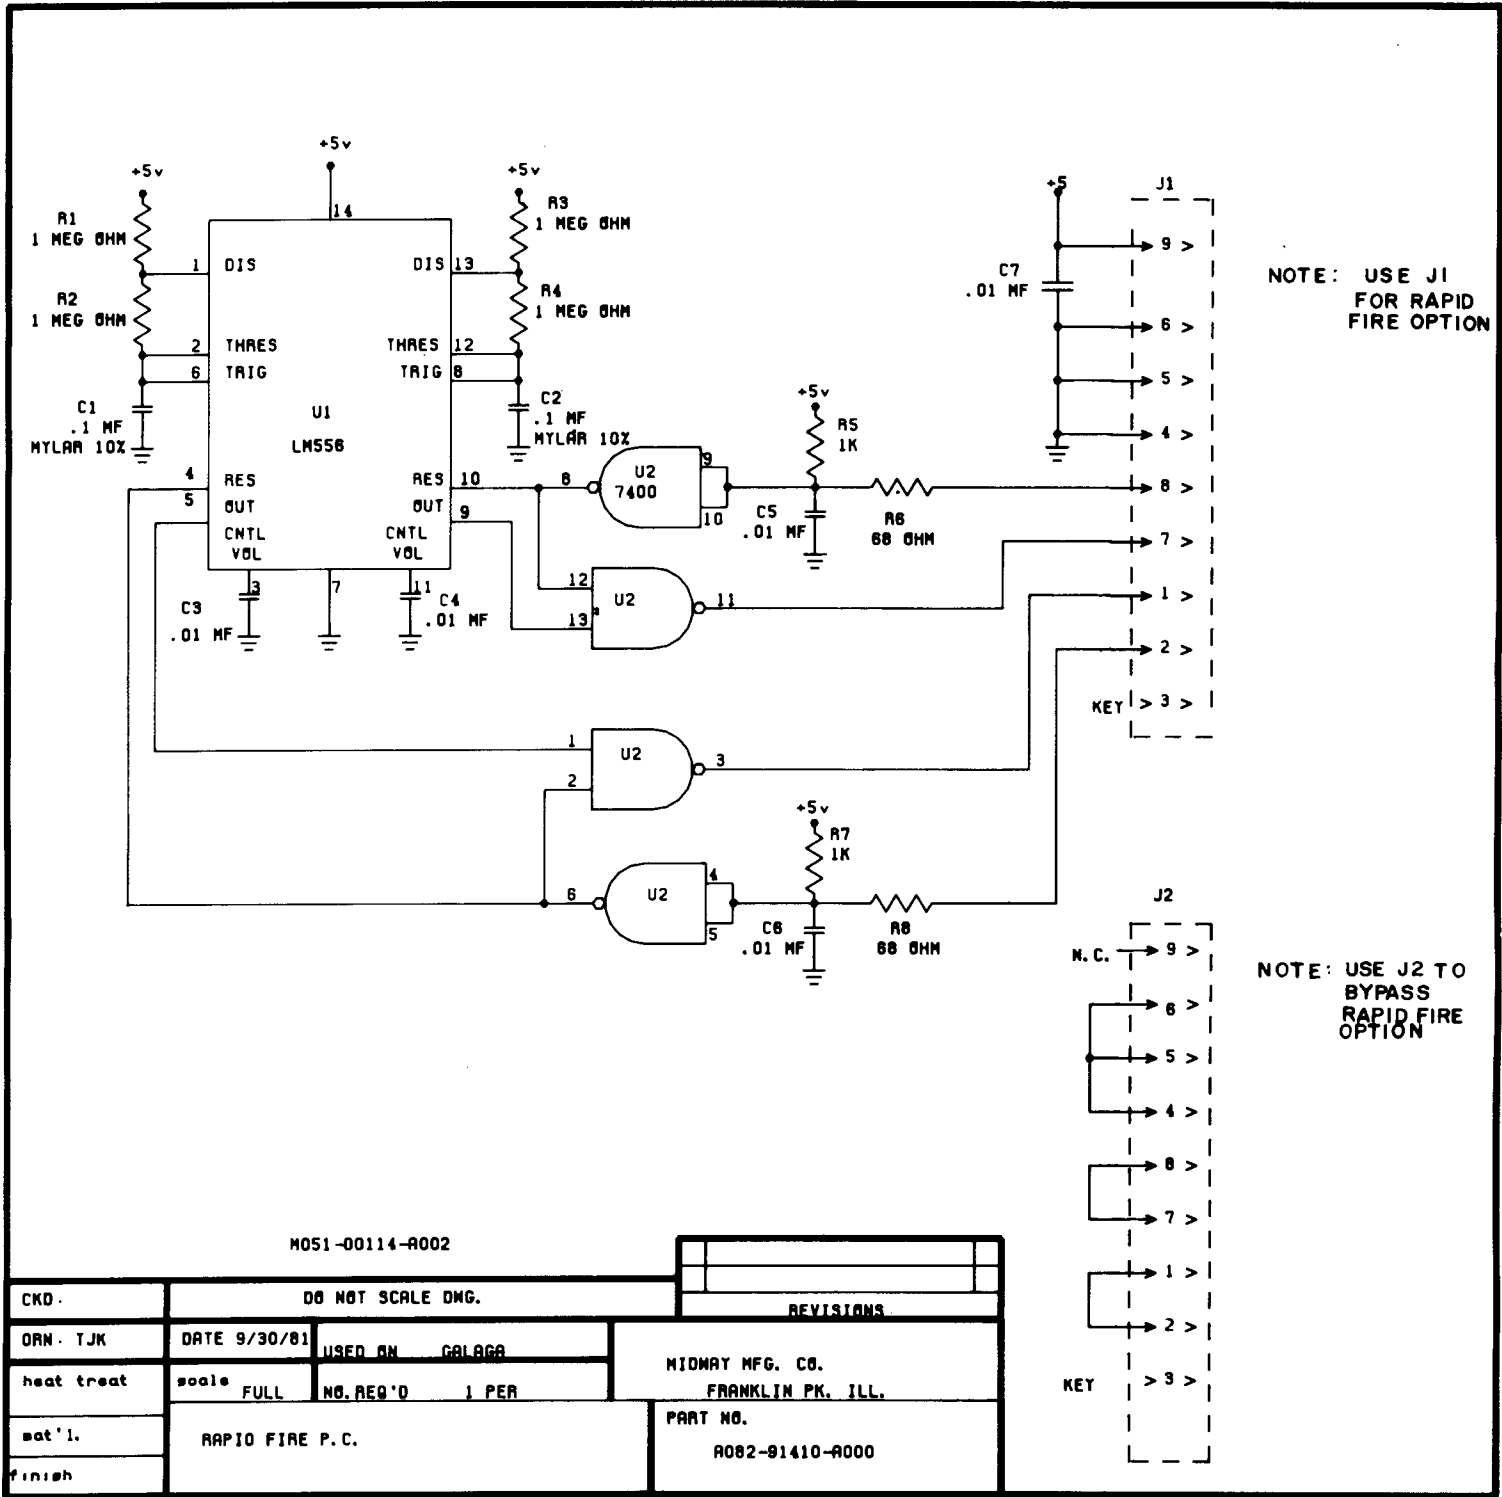 +5v
+5v
+5v
+5
J1
R1
1 MEG OHM
14
R3
1 MEG OHM
1
DIS
DIS
13
9 >
C7
.01 MF
NOTE: USE J1
FOR RAPID
FIRE OPTION
R2
1 MEG OHM
R4
1 MEG OHM
6 >
2
THRES
THRES
12
6
TRIG
TRIG
8
5 >
C1
.1 MF
MYLAR 10%
U1
LM556
C2
.1 MF
MYLAR 10%
+5v
R5
1K
4 >
4
RES
RES
10
8
U2
7400
9
10
8 >
5
OUT
OUT
9
C5
.01 MF
R6
68 OHM
CNTL
VOL
CNTL
VOL
7 >
3
7
11
C3
.01 MF
C4
.01 MF
12
13
U2
11
1 >
2 >
KEY > 3 >
1
2
U2
3
+5v
R7
1K
6
U2
4
5
C6
.01 MF
R8
68 OHM
J2
N.C.
9 >
NOTE: USE J2 TO
BYPASS
RAPID FIRE
OPTION
6 >
5 >
4 >
8 >
7 >
1 >
2 >
KEY > 3 >
M051-00114-A002
CKD.
DO NOT SCALE DWG.
REVISIONS
DRN. TJK
DATE 9/30/81
USED ON GALAGA
MIDWAY MFG. CO.
FRANKLIN PK. ILL.
heat treat
scale FULL
NO. REQ'D 1 PER
mat'l.
RAPID FIRE P.C.
PART NO.
A082-91410-A000
finish